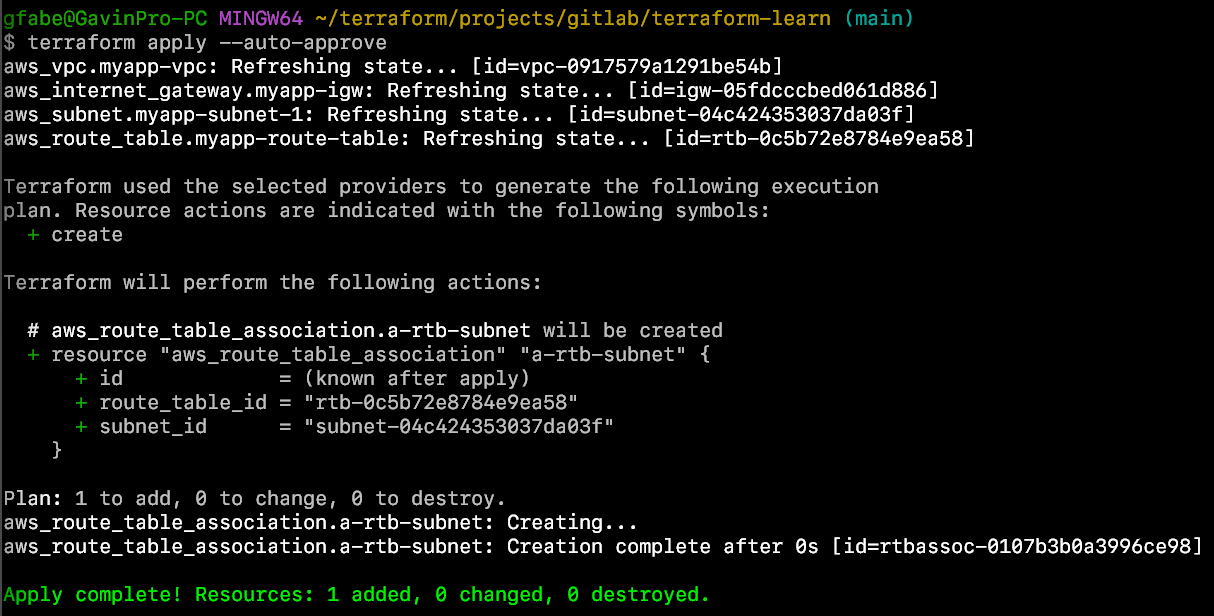 gfabe@GavinPro-PC MINGW64 ~/terraform/projects/gitlab/terraform-learn (main)
$ terraform apply --auto-approve
aws_vpc.myapp-vpc: Refreshing state... [id=vpc-0917579a1291be54b]
aws_internet_gateway.myapp-igw: Refreshing state... [id=igw-05fdcccbed061d886]
aws_subnet.myapp-subnet-1: Refreshing state... [id=subnet-04c424353037da03f]
aws_route_table.myapp-route-table: Refreshing state... [id=rtb-0c5b72e8784e9ea58]

Terraform used the selected providers to generate the following execution
plan. Resource actions are indicated with the following symbols:
  + create

Terraform will perform the following actions:

  # aws_route_table_association.a-rtb-subnet will be created
  + resource "aws_route_table_association" "a-rtb-subnet" {
      + id             = (known after apply)
      + route_table_id = "rtb-0c5b72e8784e9ea58"
      + subnet_id      = "subnet-04c424353037da03f"
    }

Plan: 1 to add, 0 to change, 0 to destroy.
aws_route_table_association.a-rtb-subnet: Creating...
aws_route_table_association.a-rtb-subnet: Creation complete after 0s [id=rtbassoc-0107b3b0a3996ce98]

Apply complete! Resources: 1 added, 0 changed, 0 destroyed.